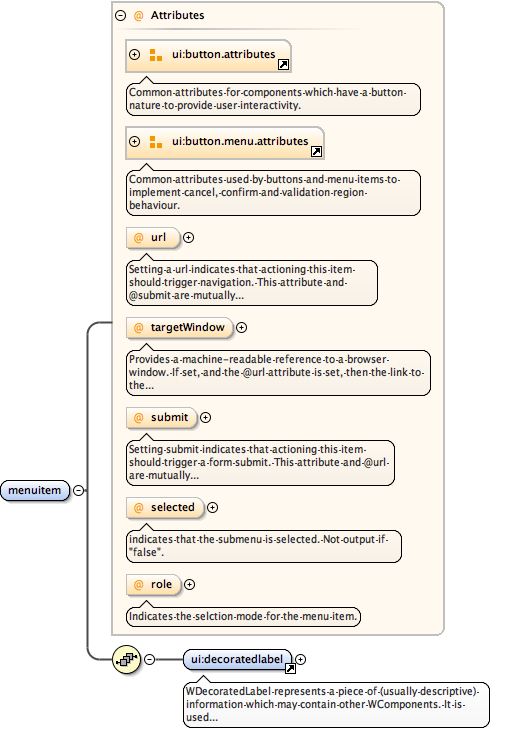 @ Attributes
ui:button.attributes
Common-attributes-for-components-which-have-a-button-
nature-to-provide-user-interactivity.
ui:button.menu.attributes
Common-attributes-used-by-buttons-and-menu-items-to-
implement-cancel,-confirm-and-validation-region-
behaviour.
@ url
Setting-a-url-indicates-that-actioning-this-item-
should-trigger-navigation.-This-attribute-and-
@submit-are-mutually...
@ targetWindow
Provides-a-machine-readable-reference-to-a-browser-
window.-If-set,-and-the-@url-attribute-is-set,-then-the-link-to-
the...
@ submit
Setting-submit-indicates-that-actioning-this-item-
should-trigger-a-form-submit.-This-attribute-and-@url-
are-mutually...
menuitem
@ selected
indicates-that-the-submenu-is-selected.-Not-output-if-
"false".
@ role
Indicates-the-selction-mode-for-the-menu-item.
ui:decoratedlabel
WDecoratedLabel-represents-a-piece-of-(usually-descriptive)-
information-which-may-contain-other-WComponents.-It-is-
used...